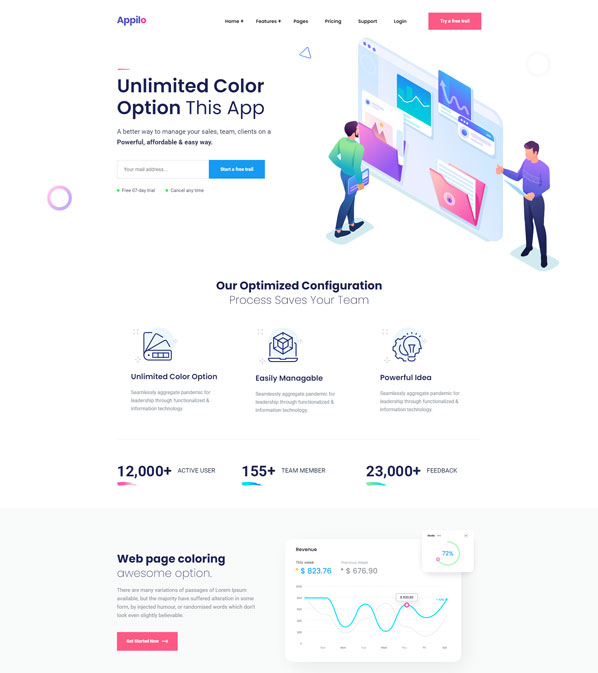 Appilo
Home + Features + Pages Pricing Support Login Try a free trail
Unlimited Color
Option This App
A better way to manage your sales, team, clients on a
Powerful, affordable & easy way.
Your mail address... Start a free trail
Free 07-day trial Cancel any time
Our Optimized Configuration
Process Saves Your Team
Unlimited Color Option
Seamlessly aggregate pandemic for
leadership through functionalized &
information technology
Easily Managable
Seamlessly aggregate pandemic for
leadership through functionalized &
information technology
Powerful Idea
Seamlessly aggregate pandemic for
leadership through functionalized &
information technology
12,000+ ACTIVE USER
155+ TEAM MEMBER
23,000+ FEEDBACK
Web page coloring
awesome option.
There are many variations of passages of Lorem Ipsum
available, but the majority have suffered alteration in some
form, by injected humour, or randomised words which don't
look even slightly believable.
Get Started Now
Revenue
This week Previous Week
* $ 823.76 * $ 676.90
72%